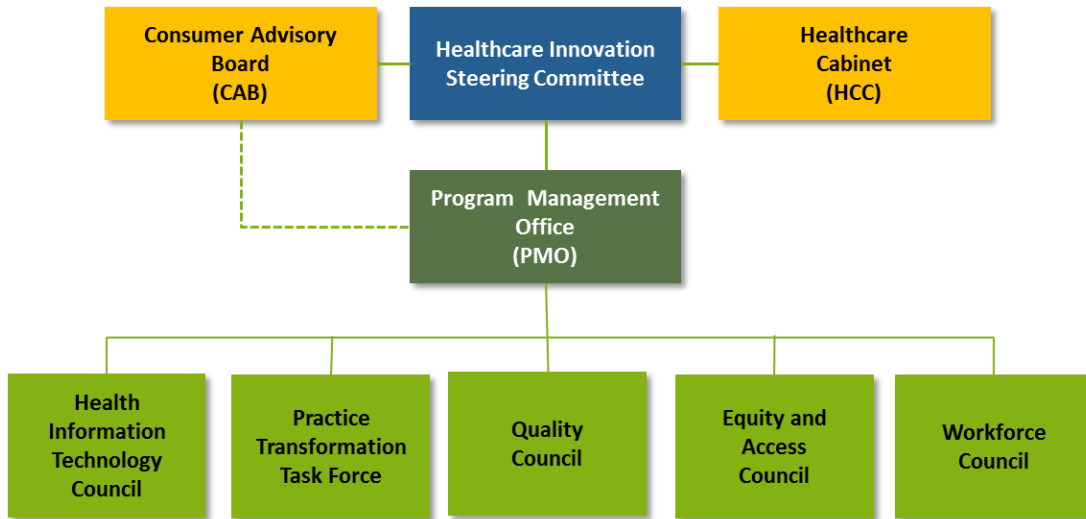 Consumer Advisory
Board
(CAB)
Healthcare Innovation
Steering Committee
Healthcare
Cabinet
(HCC)
Program Management
Office
(PMO)
Health
Information
Technology
Council
Practice
Transformation
Task Force
Quality
Council
Equity and
Access
Council
Workforce
Council